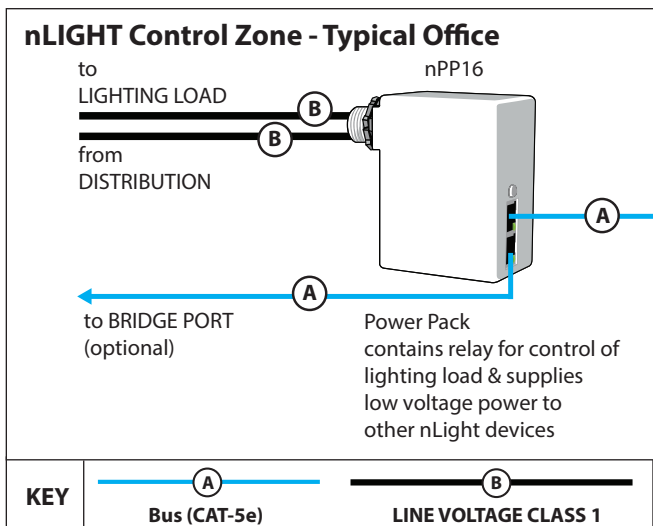 nLIGHT Control Zone - Typical Office
to
LIGHTING LOAD
nPP16
B
B
from
DISTRIBUTION
A
A
to BRIDGE PORT
(optional)
Power Pack
contains relay for control of
lighting load & supplies
low voltage power to
other nLight devices
KEY
A
Bus (CAT-5e)
B
LINE VOLTAGE CLASS 1